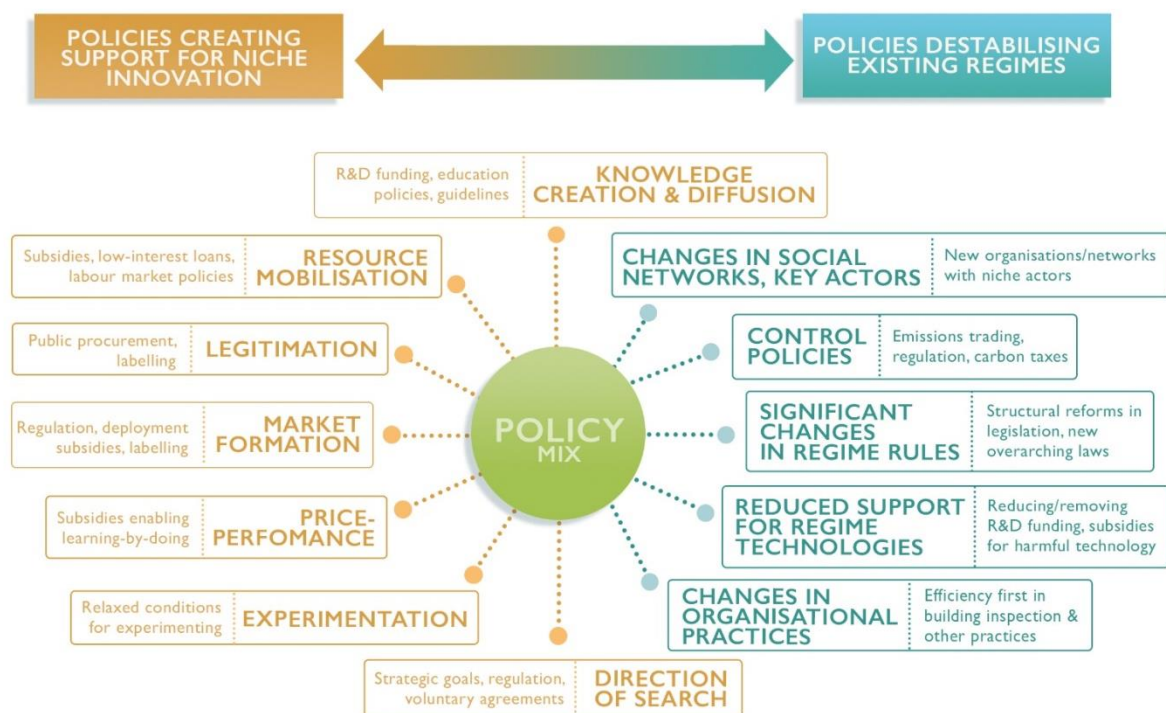 POLICIES CREATING
SUPPORT FOR NICHE
INNOVATION
POLICIES DESTABILISING
EXISTING REGIMES
R&D funding, education
policies, guidelines
KNOWLEDGE
CREATION & DIFFUSION
Subsidies, low-interest loans,
labour market policies
RESOURCE
MOBILISATION
CHANGES IN SOCIAL
NETWORKS, KEY ACTORS
New organisations/networks
with niche actors
Public procurement,
labelling
LEGITIMATION
CONTROL
POLICIES
Emissions trading,
regulation, carbon taxes
Regulation, deployment
subsidies, labelling
MARKET
FORMATION
POLICY
MIX
SIGNIFICANT
CHANGES
IN REGIME RULES
Structural reforms in
legislation, new
overarching laws
Subsidies enabling
learning-by-doing
PRICE-
PERFOMANCE
REDUCED SUPPORT
FOR REGIME
TECHNOLOGIES
Reducing/removing
R&D funding, subsidies
for harmful technology
Relaxed conditions
for experimenting
EXPERIMENTATION
CHANGES IN
ORGANISATIONAL
PRACTICES
Efficiency first in
building inspection &
other practices
Strategic goals, regulation,
voluntary agreements
DIRECTION
OF SEARCH